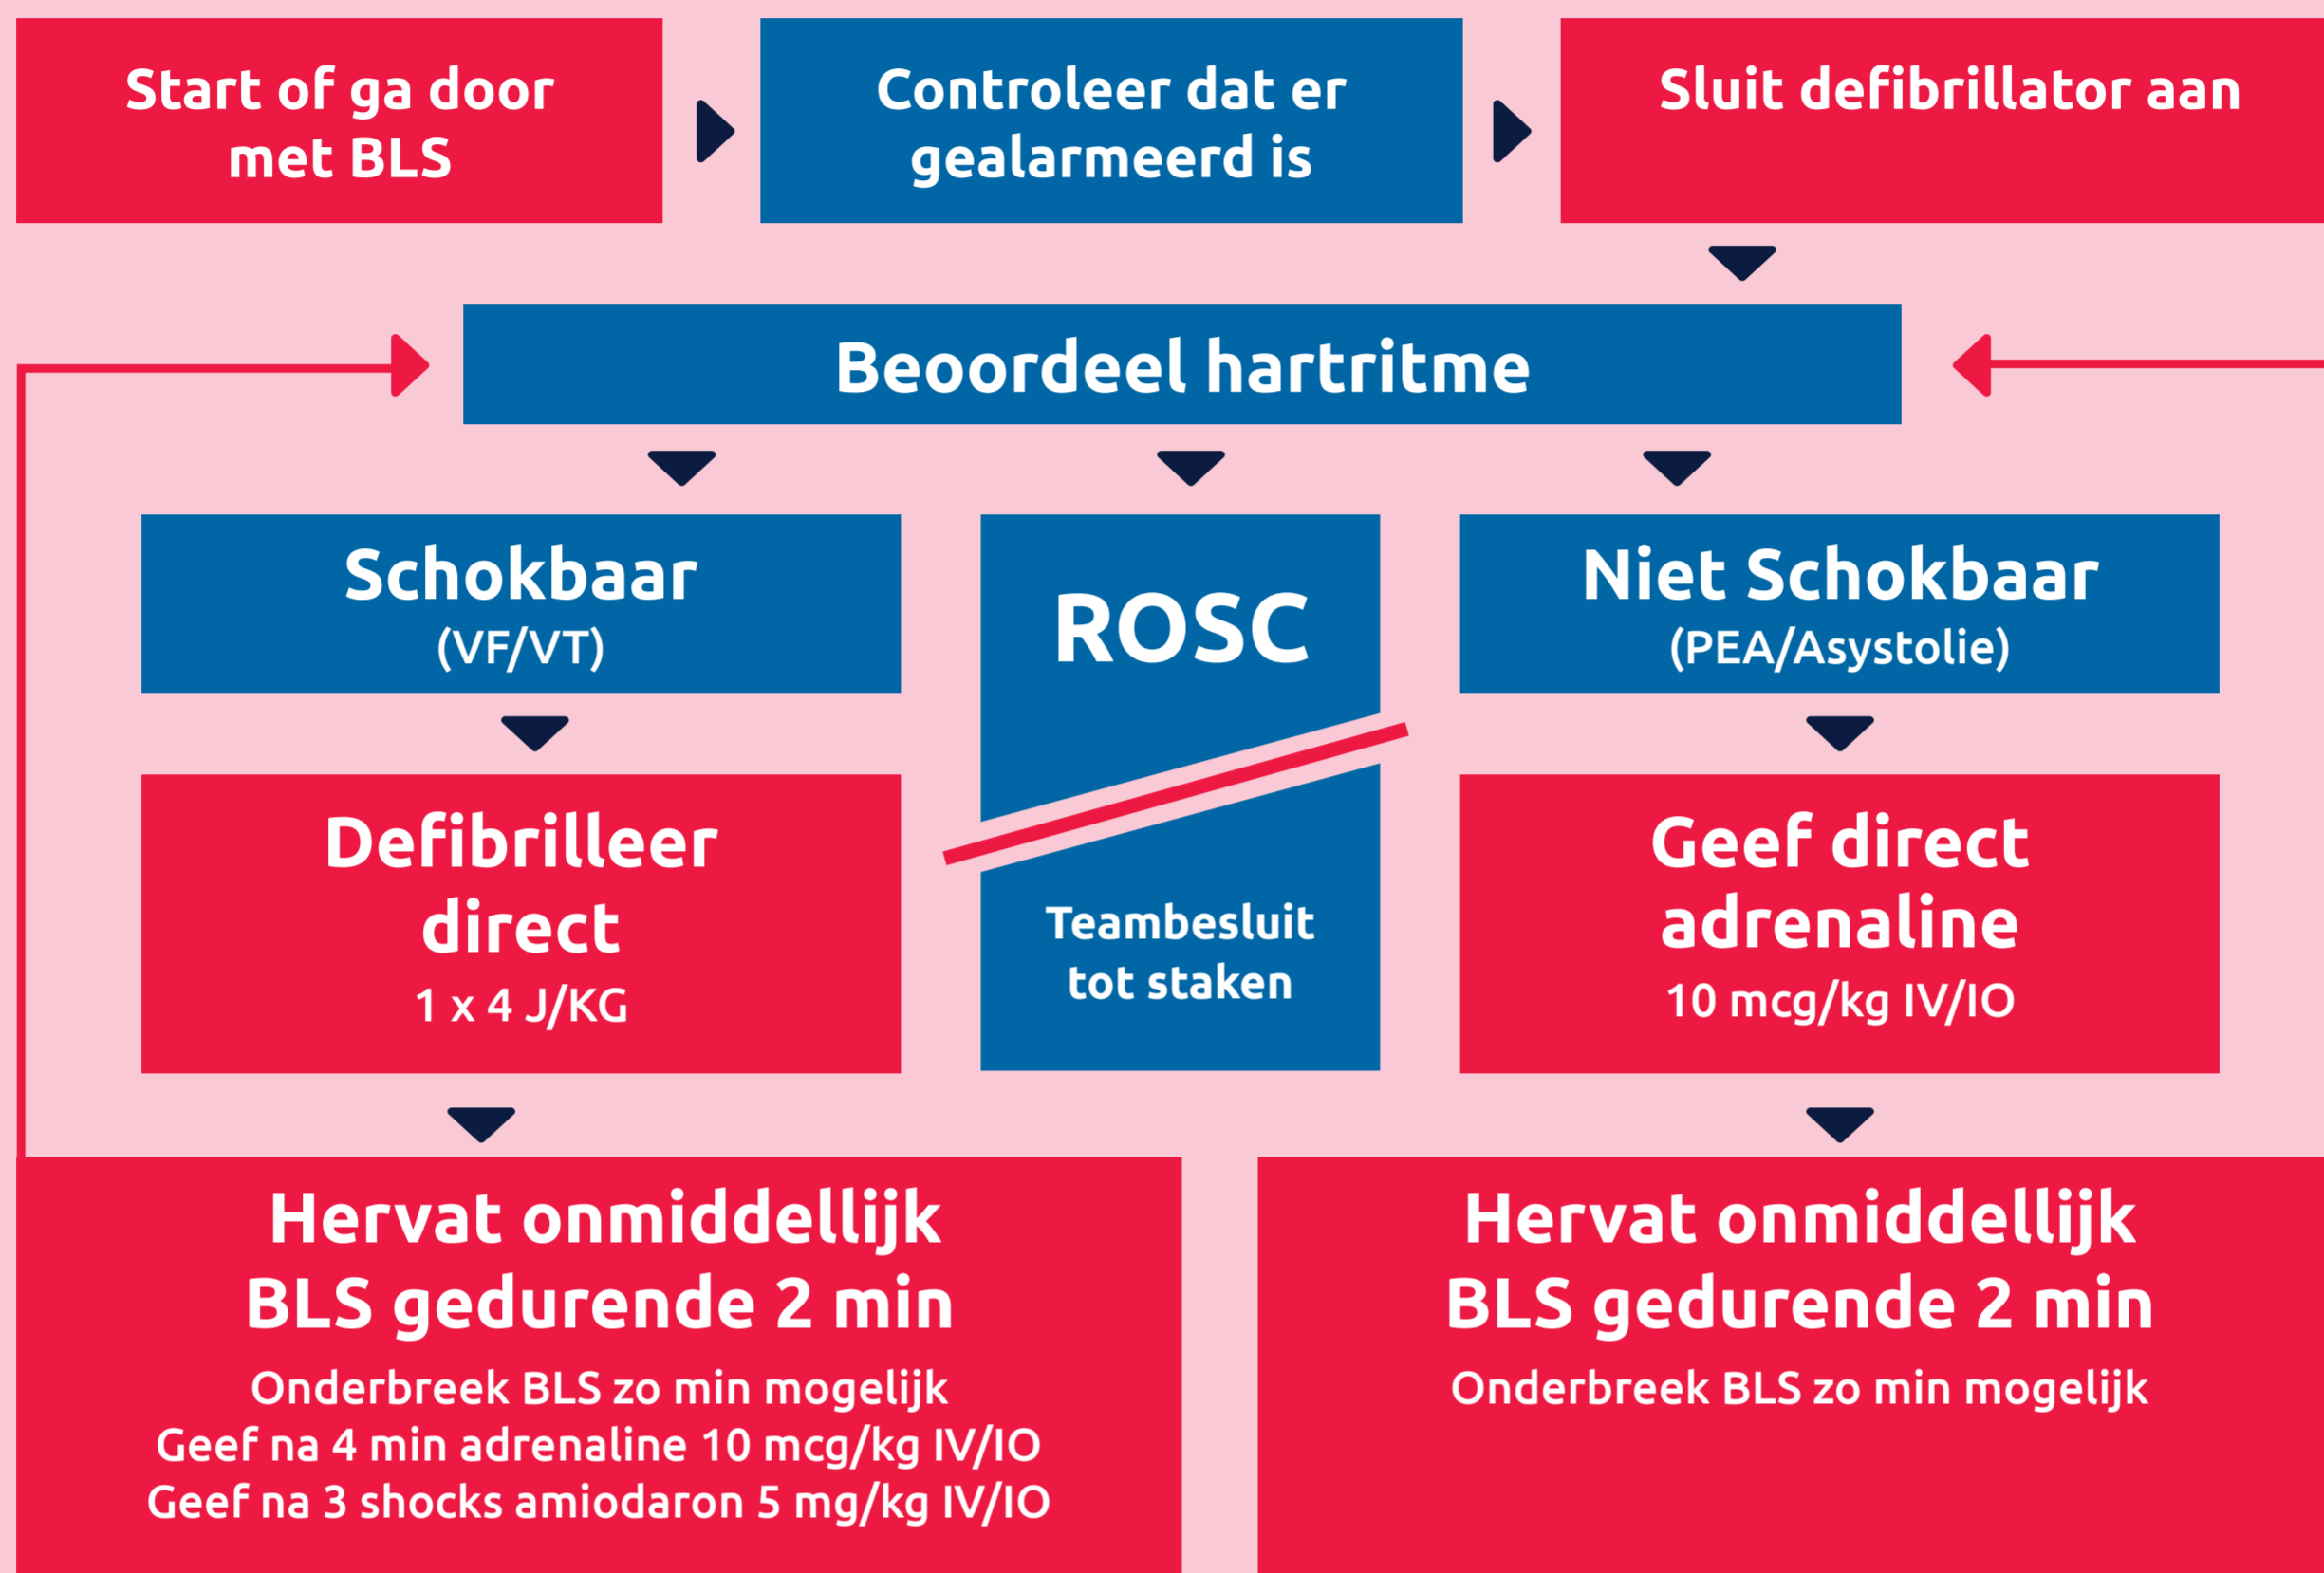 Start of ga door
met BLS
Controleer dat er
gealarmeerd is
Sluit defibrillator aan
Beoordeel hartritme
Schokbaar
(VF/VT)
ROSC
Niet Schokbaar
(PEA/Asystolie)
Defibrilleer
direct
1 x 4 J/KG
Teambesluit
tot staken
Geef direct
adrenaline
10 mcg/kg IV/IO
Hervat onmiddellijk
BLS gedurende 2 min
Onderbreek BLS zo min mogelijk
Geef na 4 min adrenaline 10 mcg/kg IV/IO
Geef na 3 shocks amiodaron 5 mg/kg IV/IO
Hervat onmiddellijk
BLS gedurende 2 min
Onderbreek BLS zo min mogelijk